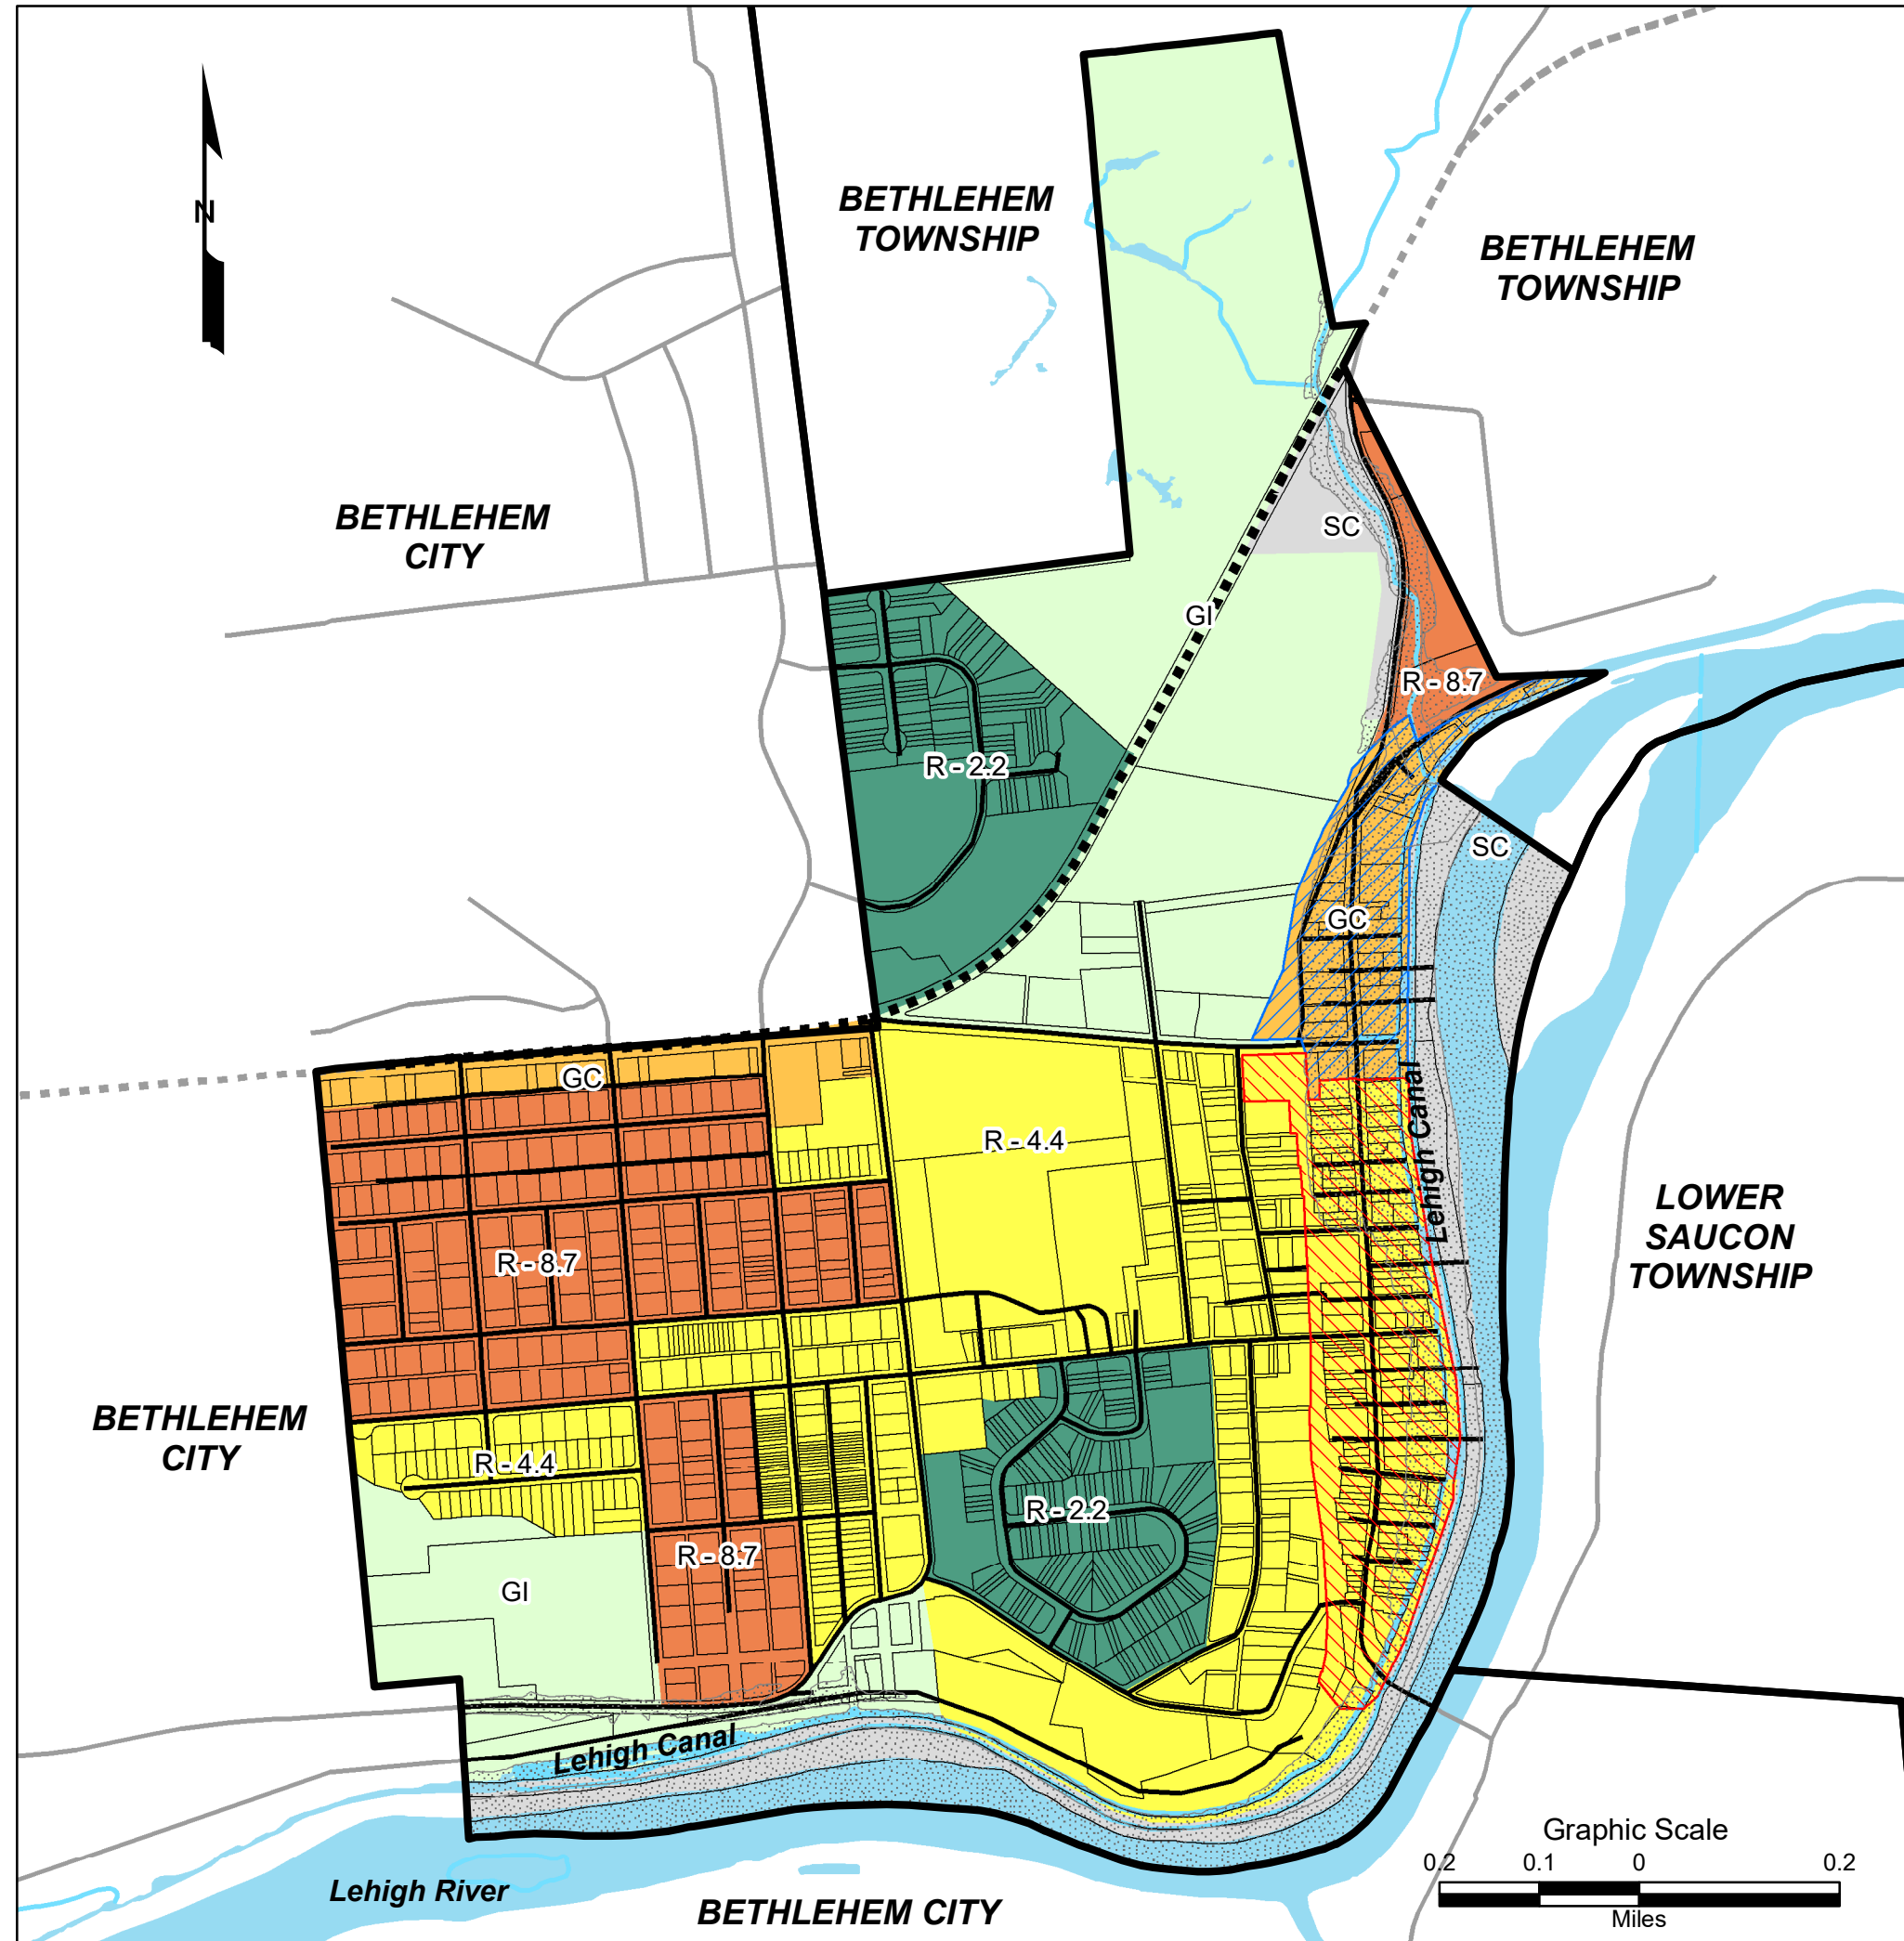 N
BETHLEHEM
TOWNSHIP
BETHLEHEM
TOWNSHIP
BETHLEHEM
CITY
SC
GI
R - 8.7
R - 2.2
SC
GC
GC
Lehigh Canal
R - 4.4
LOWER
SAUCON
TOWNSHIP
R - 8.7
BETHLEHEM
CITY
R - 4.4
R - 2.2
R - 8.7
GI
Lehigh Canal
Graphic Scale
0.2 0.1 0 0.2
Miles
Lehigh River
BETHLEHEM CITY